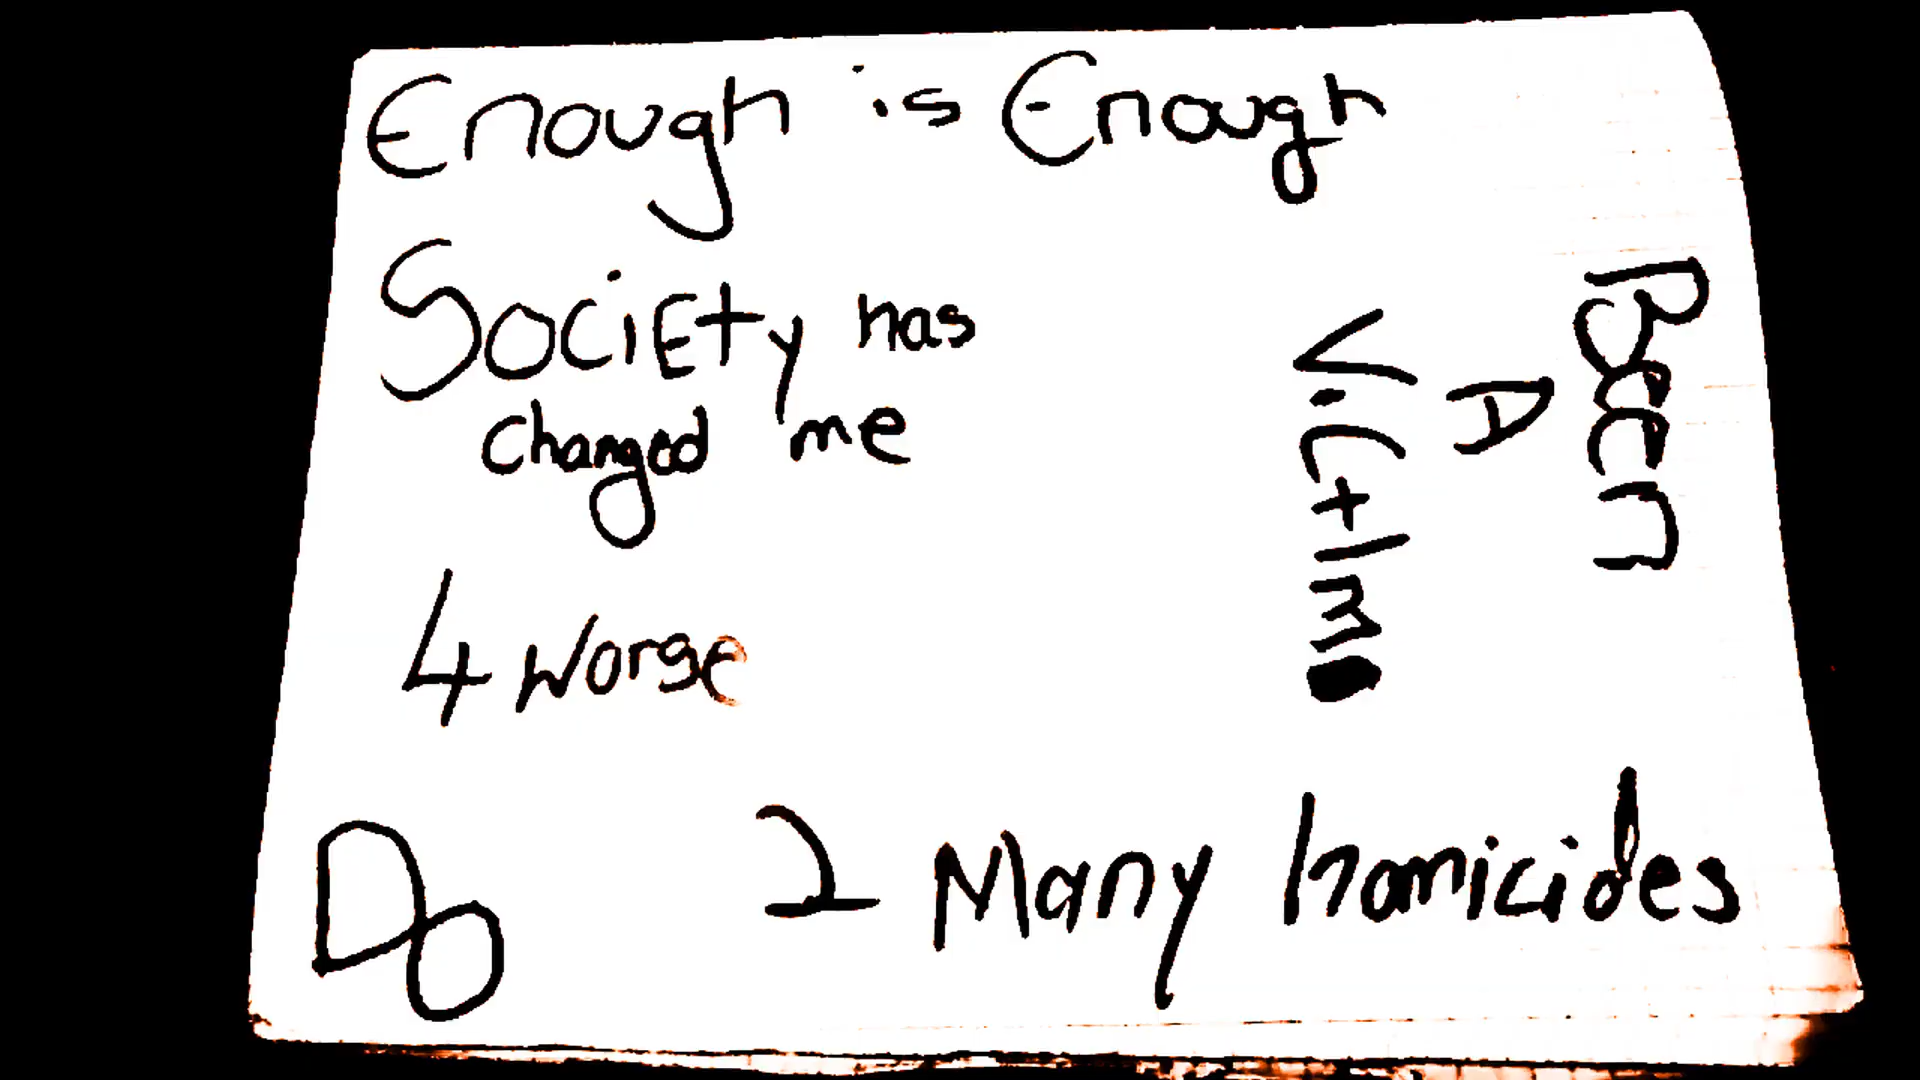 Enough is Enough
SociEty has
changed me
4 worse
Been
A
Victim
Do
2 Many homicides